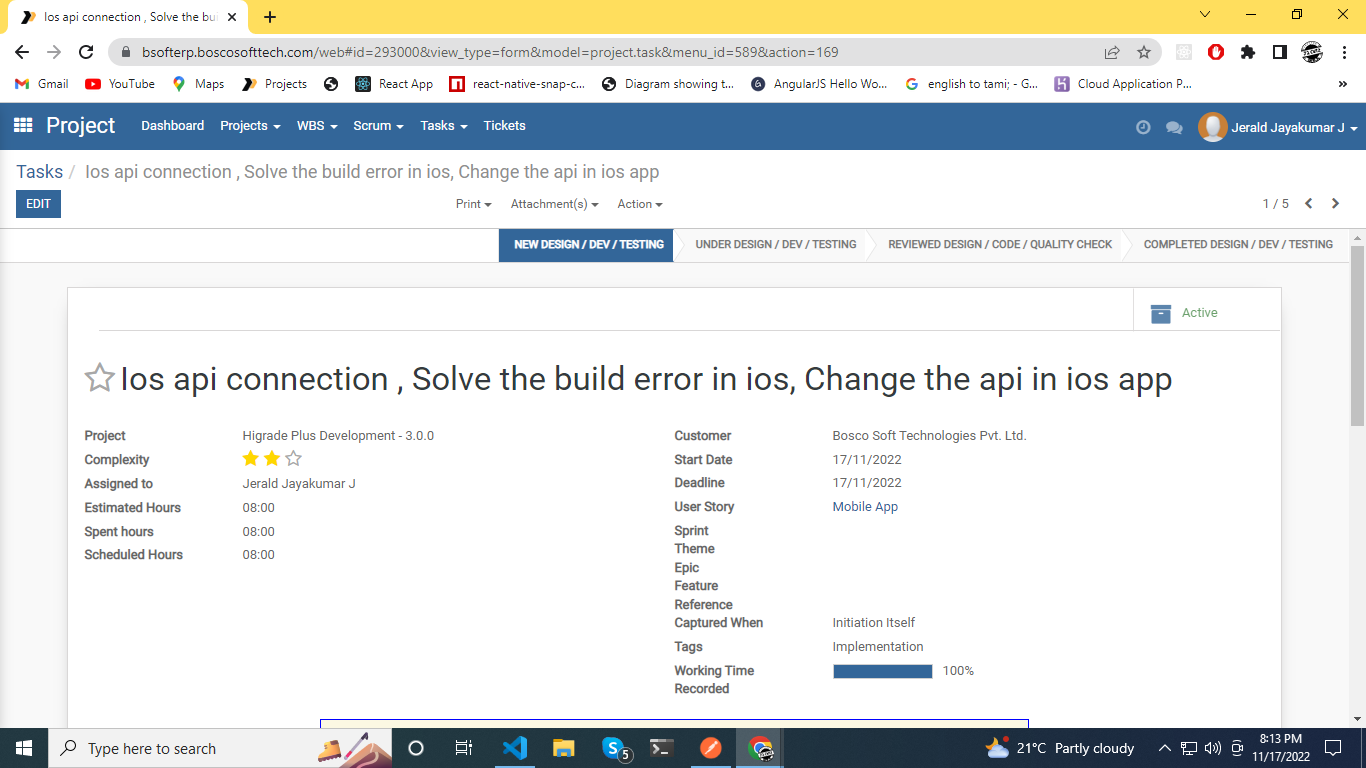 Ios api connection , Solve the bui
bsofterp.boscosofttech.com/web#id=293000&view_type=form&model=project.task&menu_id=589&action=169
Gmail YouTube Maps Projects React App react-native-snap-c... Diagram showing t... AngularJS Hello Wo... english to tami; - G... Cloud Application P... »
Project Dashboard Projects WBS Scrum Tasks Tickets Jerald Jayakumar J
Tasks / Ios api connection , Solve the build error in ios, Change the api in ios app
EDIT Print Attachment(s) Action 1 / 5
NEW DESIGN / DEV / TESTING UNDER DESIGN / DEV / TESTING REVIEWED DESIGN / CODE / QUALITY CHECK COMPLETED DESIGN / DEV / TESTING
Active
Ios api connection , Solve the build error in ios, Change the api in ios app
Project Higrade Plus Development - 3.0.0
Complexity
Assigned to Jerald Jayakumar J
Estimated Hours 08:00
Spent hours 08:00
Scheduled Hours 08:00
Customer Bosco Soft Technologies Pvt. Ltd.
Start Date 17/11/2022
Deadline 17/11/2022
User Story Mobile App
Sprint
Theme
Epic
Feature
Reference
Captured When Initiation Itself
Tags Implementation
Working Time 100%
Recorded
Type here to search 5 21°C Partly cloudy 8:13 PM
11/17/2022